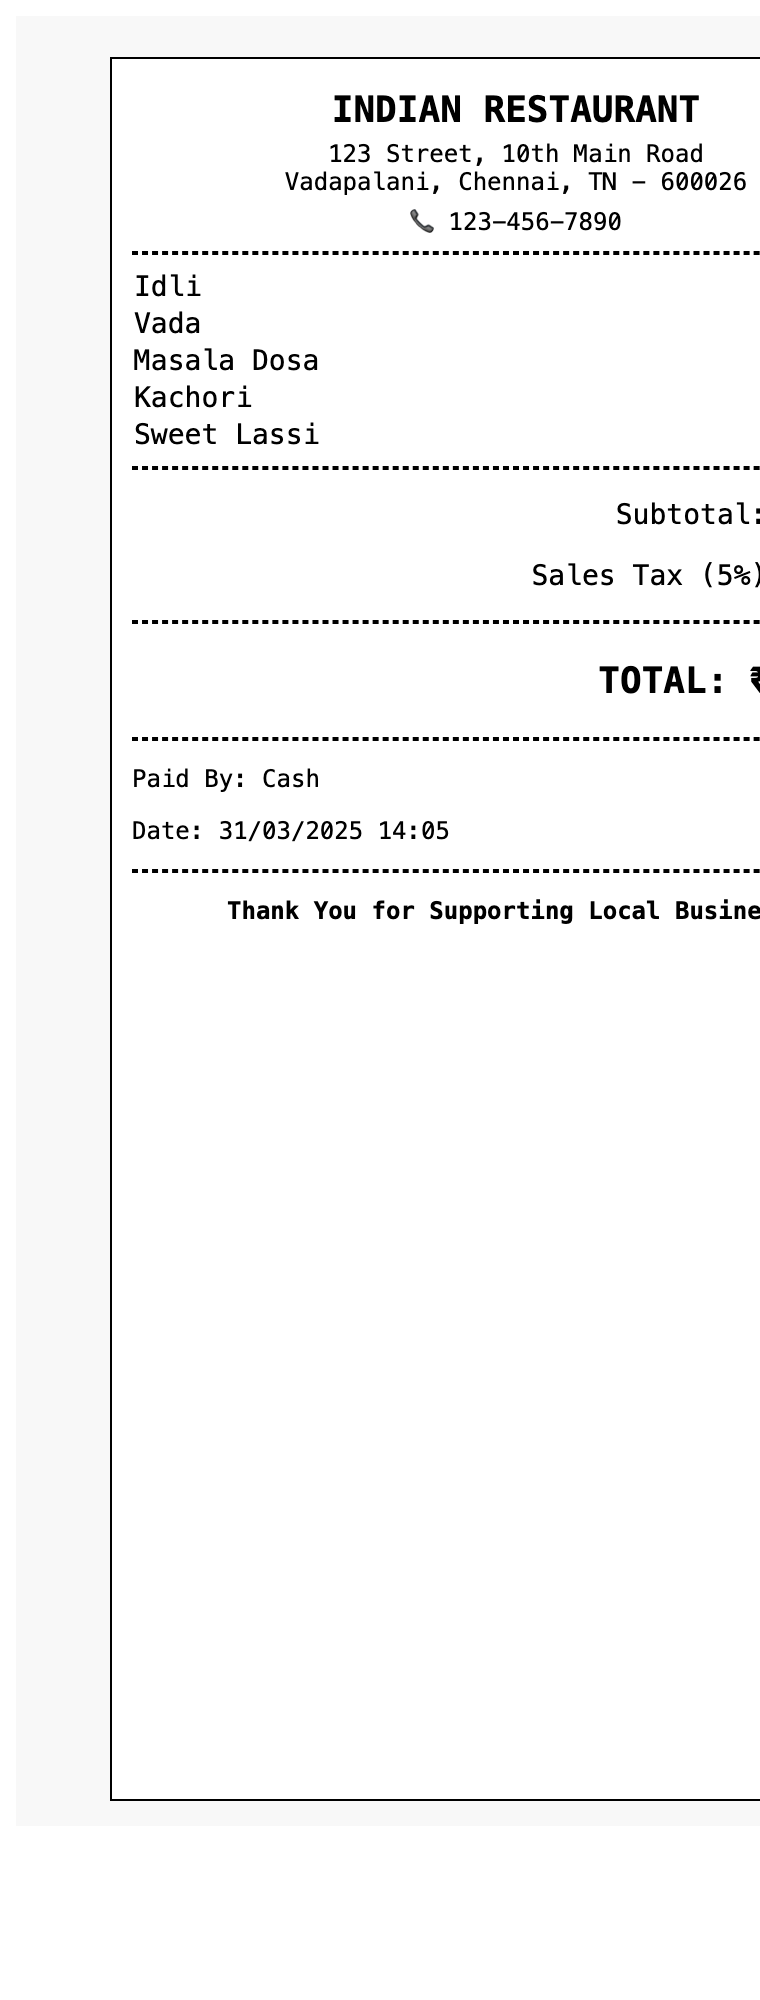 INDIAN RESTAURANT
123 Street, 10th Main Road
Vadapalani, Chennai, TN - 600026
📞 123-456-7890
Idli
Vada
Masala Dosa
Kachori
Sweet Lassi
Subtotal:
Sales Tax (5%)
TOTAL: ₹
Paid By: Cash
Date: 31/03/2025 14:05
Thank You for Supporting Local